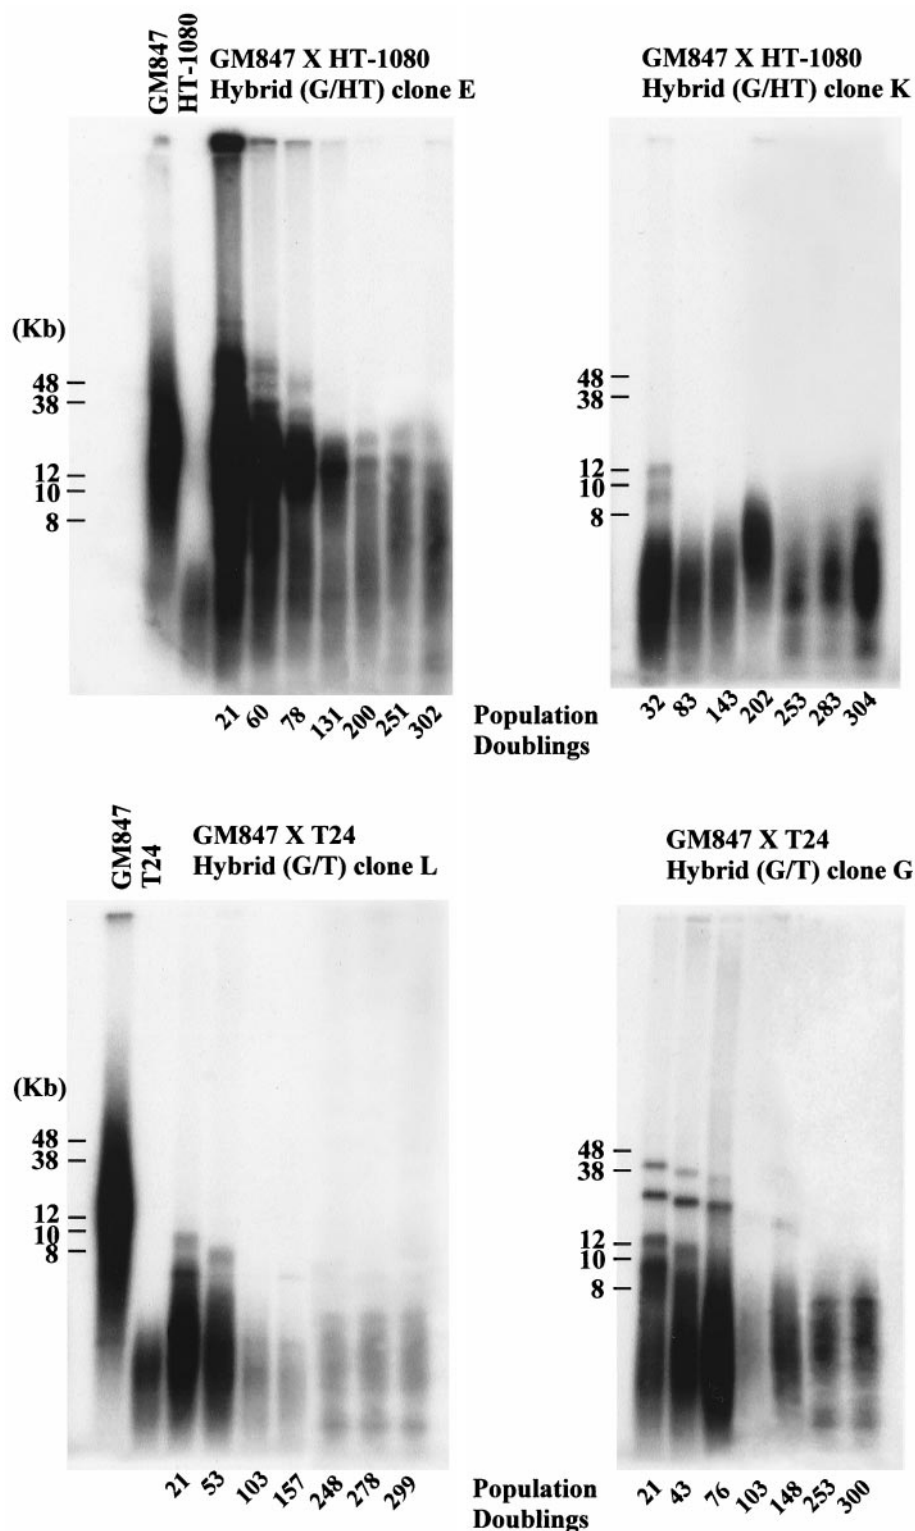 GM847
HT-1080
GM847 X HT-1080
Hybrid (G/HT) clone E
(Kb)
48
38
12
10
8
21 60 78 131 200 251 302
GM847 X HT-1080
Hybrid (G/HT) clone K
48
38
12
10
8
32 83 143 202 253 283 304
Population
Doublings
GM847
T24
GM847 X T24
Hybrid (G/T) clone L
(Kb)
48
38
12
10
8
21 53 103 157 248 278 299
GM847 X T24
Hybrid (G/T) clone G
48
38
12
10
8
21 43 76 103 148 253 300
Population
Doublings